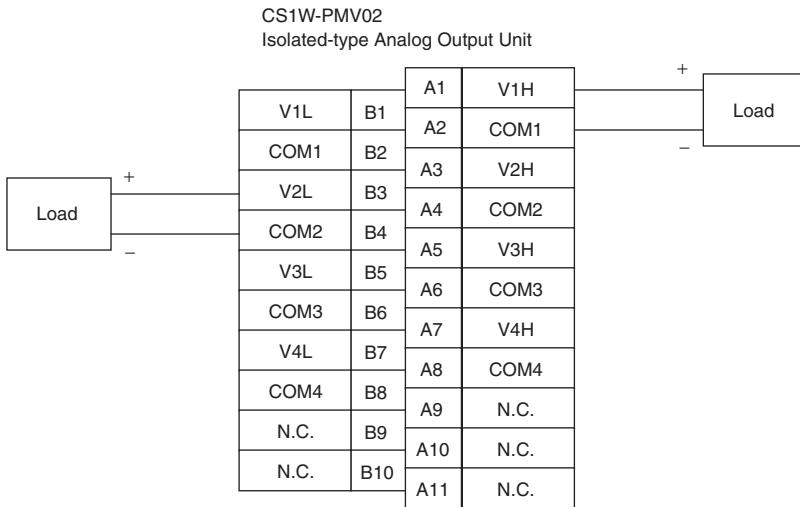 CS1W-PMV02
Isolated-type Analog Output Unit
A1 V1H
+
Load
V1L B1
A2 COM1
−
COM1 B2
A3 V2H
+
V2L B3
Load
A4 COM2
COM2 B4
−
A5 V3H
V3L B5
A6 COM3
COM3 B6
A7 V4H
V4L B7
A8 COM4
COM4 B8
A9 N.C.
N.C. B9
A10 N.C.
N.C. B10
A11 N.C.